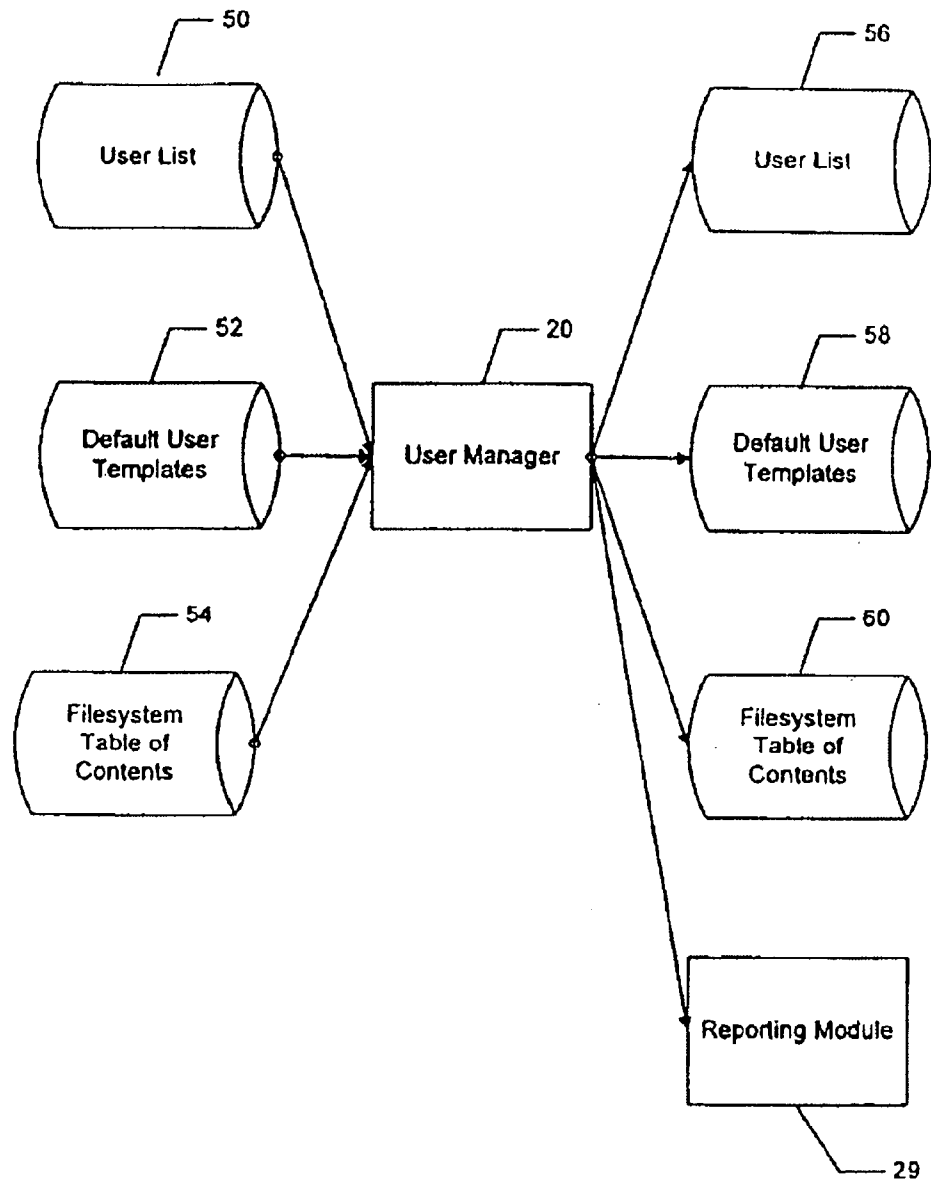 50
56
User List
User List
52
20
58
Default User
Templates
User Manager
Default User
Templates
54
60
Filesystem
Table of
Contents
Filesystem
Table of
Contents
Reporting Module
29